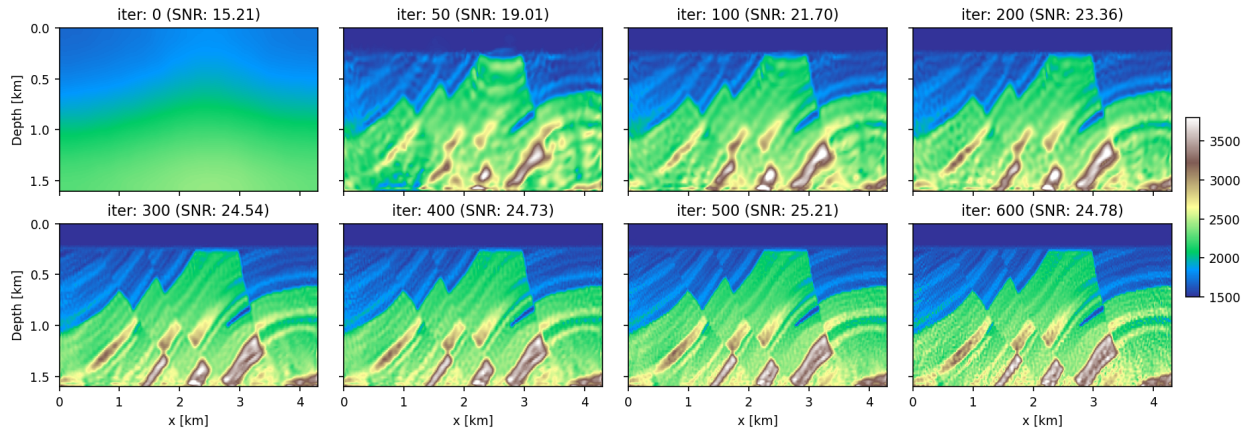 iter: 0 (SNR: 15.21)
iter: 50 (SNR: 19.01)
iter: 100 (SNR: 21.70)
iter: 200 (SNR: 23.36)
0.0
0.5
1.0
1.5
Depth [km]
iter: 300 (SNR: 24.54)
iter: 400 (SNR: 24.73)
iter: 500 (SNR: 25.21)
iter: 600 (SNR: 24.78)
0.0
0.5
1.0
1.5
Depth [km]
0 1 2 3 4
0 1 2 3 4
0 1 2 3 4
0 1 2 3 4
x [km]
x [km]
x [km]
x [km]
3500
3000
2500
2000
1500